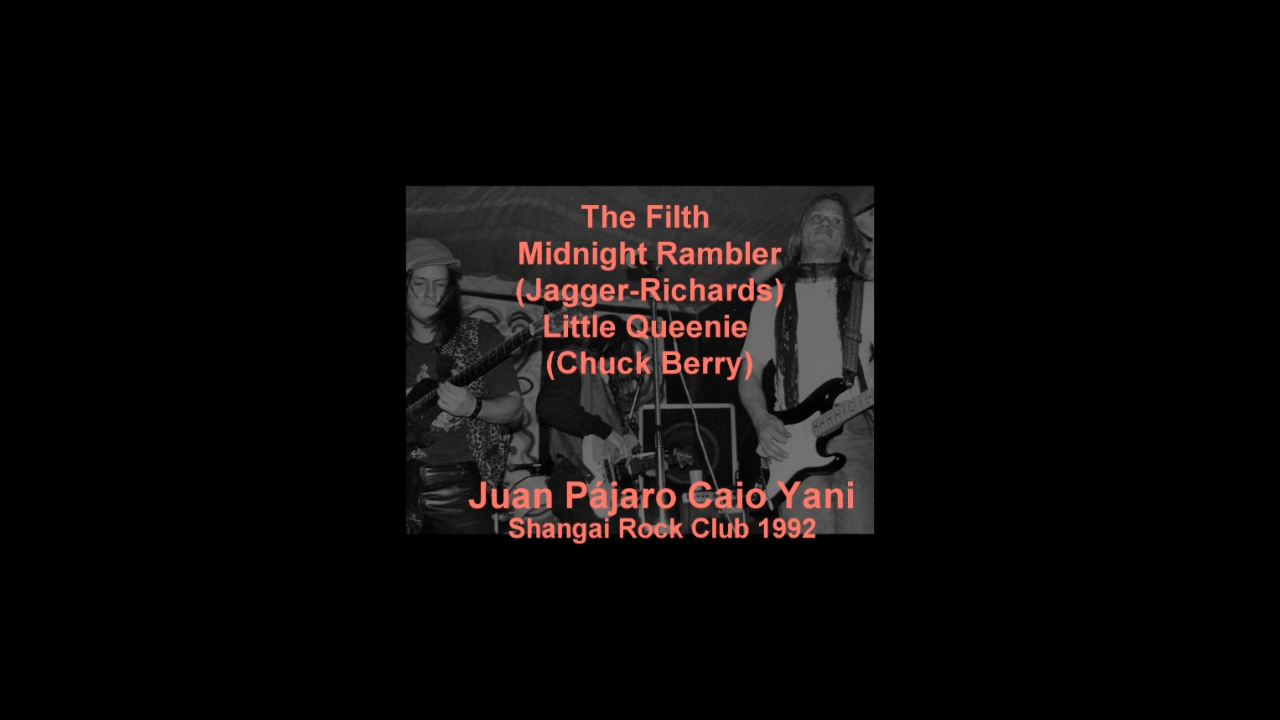 The Filth
Midnight Rambler
(Jagger-Richards)
Little Queenie
(Chuck Berry)
Juan Pájaro Caio Yani
Shangai Rock Club 1992